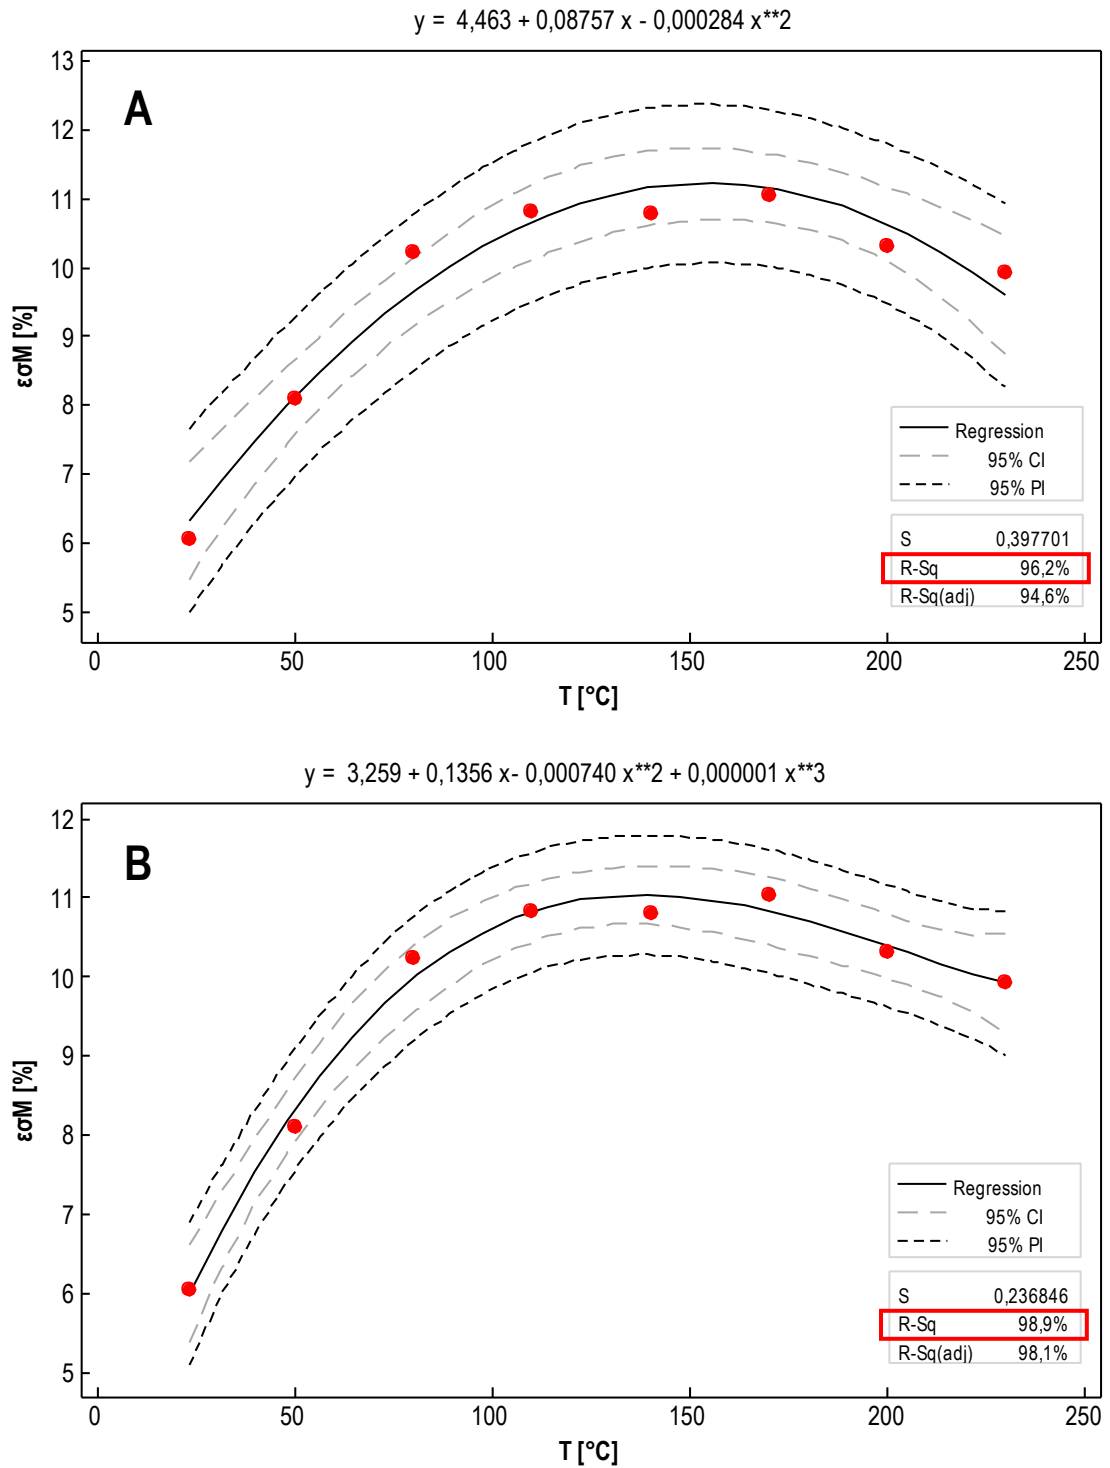 y = 4,463 + 0,08757 x - 0,000284 x**2
A
13
12
11
10
9
8
7
6
5
εσM [%]
Regression
95% CI
95% PI
S 0,397701
R-Sq 96,2%
R-Sq(adj) 94,6%
0 50 100 150 200 250
T [°C]
y = 3,259 + 0,1356 x- 0,000740 x**2 + 0,000001 x**3
B
12
11
10
9
8
7
6
5
εσM [%]
Regression
95% CI
95% PI
S 0,236846
R-Sq 98,9%
R-Sq(adj) 98,1%
0 50 100 150 200 250
T [°C]